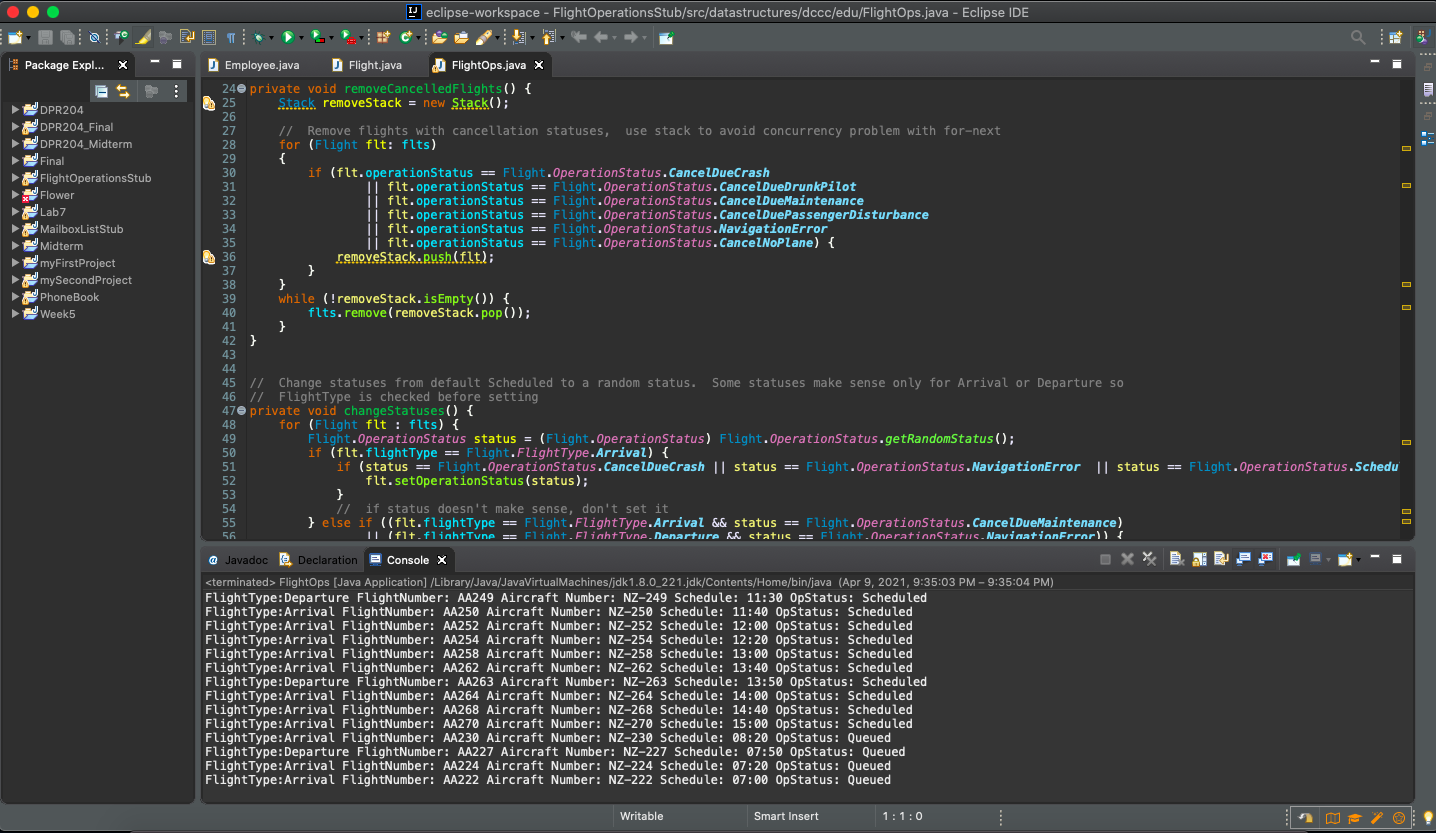 eclipse-workspace - FlightOperationsStub/src/datastructures/dccc/edu/FlightOps.java - Eclipse IDE
Package Expl...
DPR204
DPR204_Final
DPR204_Midterm
Final
FlightOperationsStub
Flower
Lab7
MailboxListStub
Midterm
myFirstProject
mySecondProject
PhoneBook
Week5
Employee.java
Flight.java
FlightOps.java
24 private void removeCancelledFlights() {
25 Stack removeStack = new Stack();
26
27 //  Remove flights with cancellation statuses,  use stack to avoid concurrency problem with for-next
28 for (Flight flt: flts)
29 {
30 if (flt.operationStatus == Flight.OperationStatus.CancelDueCrash
31 || flt.operationStatus == Flight.OperationStatus.CancelDueDrunkPilot
32 || flt.operationStatus == Flight.OperationStatus.CancelDueMaintenance
33 || flt.operationStatus == Flight.OperationStatus.CancelDuePassengerDisturbance
34 || flt.operationStatus == Flight.OperationStatus.NavigationError
35 || flt.operationStatus == Flight.OperationStatus.CancelNoPlane) {
36 removeStack.push(flt);
37 }
38 }
39 while (!removeStack.isEmpty()) {
40 flts.remove(removeStack.pop());
41 }
42 }
43
44
45 //  Change statuses from default Scheduled to a random status.  Some statuses make sense only for Arrival or Departure so
46 //  FlightType is checked before setting
47 private void changeStatuses() {
48 for (Flight flt : flts) {
49 Flight.OperationStatus status = (Flight.OperationStatus) Flight.OperationStatus.getRandomStatus();
50 if (flt.flightType == Flight.FlightType.Arrival) {
51 if (status == Flight.OperationStatus.CancelDueCrash || status == Flight.OperationStatus.NavigationError  || status == Flight.OperationStatus.Schedu
52 flt.setOperationStatus(status);
53 }
54 //  if status doesn't make sense, don't set it
55 } else if ((flt.flightType == Flight.FlightType.Arrival && status == Flight.OperationStatus.CancelDueMaintenance)
56 || (flt.flightType == Flight.FlightType.Departure && status == Flight.OperationStatus.NavigationError)) {
@ Javadoc
Declaration
Console
<terminated> FlightOps [Java Application] /Library/Java/JavaVirtualMachines/jdk1.8.0_221.jdk/Contents/Home/bin/java  (Apr 9, 2021, 9:35:03 PM – 9:35:04 PM)
FlightType:Departure FlightNumber: AA249 Aircraft Number: NZ-249 Schedule: 11:30 OpStatus: Scheduled
FlightType:Arrival FlightNumber: AA250 Aircraft Number: NZ-250 Schedule: 11:40 OpStatus: Scheduled
FlightType:Arrival FlightNumber: AA252 Aircraft Number: NZ-252 Schedule: 12:00 OpStatus: Scheduled
FlightType:Arrival FlightNumber: AA254 Aircraft Number: NZ-254 Schedule: 12:20 OpStatus: Scheduled
FlightType:Arrival FlightNumber: AA258 Aircraft Number: NZ-258 Schedule: 13:00 OpStatus: Scheduled
FlightType:Arrival FlightNumber: AA262 Aircraft Number: NZ-262 Schedule: 13:40 OpStatus: Scheduled
FlightType:Departure FlightNumber: AA263 Aircraft Number: NZ-263 Schedule: 13:50 OpStatus: Scheduled
FlightType:Arrival FlightNumber: AA264 Aircraft Number: NZ-264 Schedule: 14:00 OpStatus: Scheduled
FlightType:Arrival FlightNumber: AA268 Aircraft Number: NZ-268 Schedule: 14:40 OpStatus: Scheduled
FlightType:Arrival FlightNumber: AA270 Aircraft Number: NZ-270 Schedule: 15:00 OpStatus: Scheduled
FlightType:Arrival FlightNumber: AA230 Aircraft Number: NZ-230 Schedule: 08:20 OpStatus: Queued
FlightType:Departure FlightNumber: AA227 Aircraft Number: NZ-227 Schedule: 07:50 OpStatus: Queued
FlightType:Arrival FlightNumber: AA224 Aircraft Number: NZ-224 Schedule: 07:20 OpStatus: Queued
FlightType:Arrival FlightNumber: AA222 Aircraft Number: NZ-222 Schedule: 07:00 OpStatus: Queued
Writable
Smart Insert
1 : 1 : 0